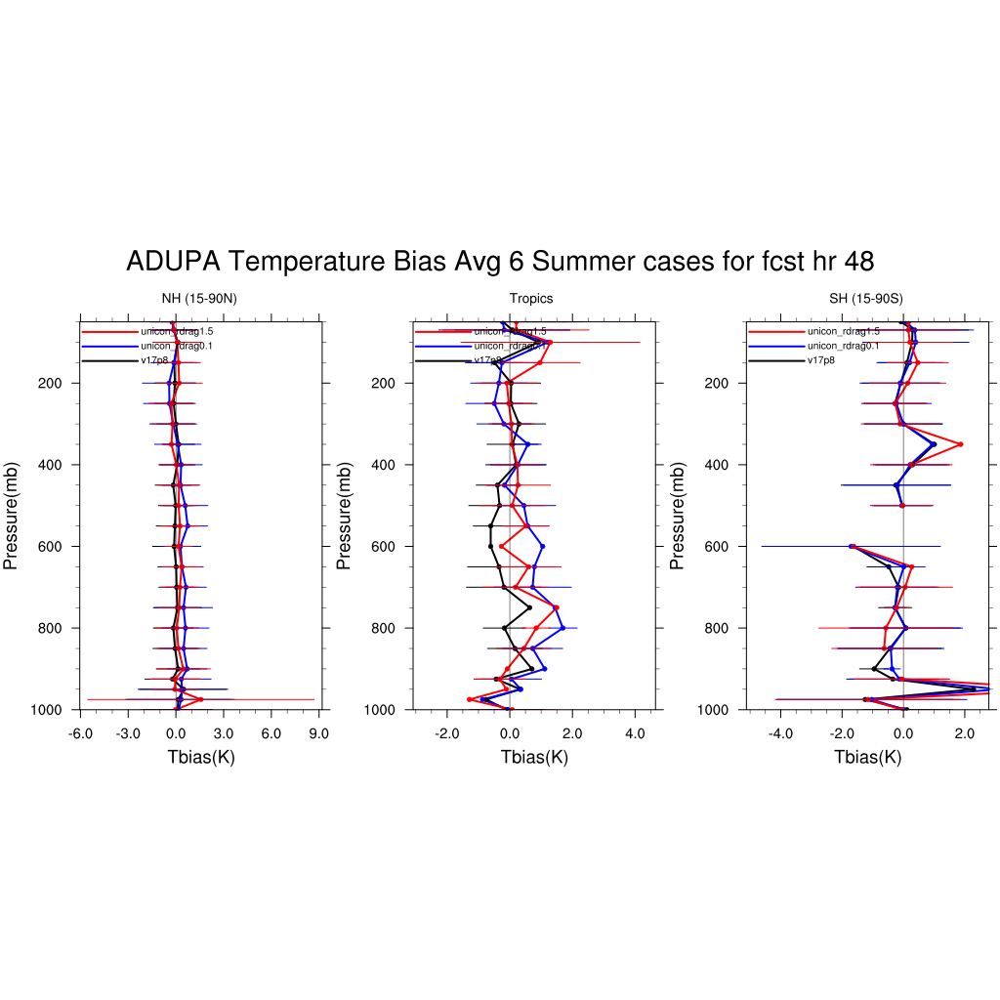 ADUPA Temperature Bias Avg 6 Summer cases for fcst hr 48
NH (15-90N)
unicon_rdrag1.5
unicon_rdrag0.1
v17p8
200
400
600
800
1000
Pressure(mb)
-6.0 -3.0 0.0 3.0 6.0 9.0
Tbias(K)
Tropics
unicon_rdrag1.5
unicon_rdrag0.1
v17p8
200
400
600
800
1000
Pressure(mb)
-2.0 0.0 2.0 4.0
Tbias(K)
SH (15-90S)
unicon_rdrag1.5
unicon_rdrag0.1
v17p8
200
400
600
800
1000
Pressure(mb)
-4.0 -2.0 0.0 2.0
Tbias(K)